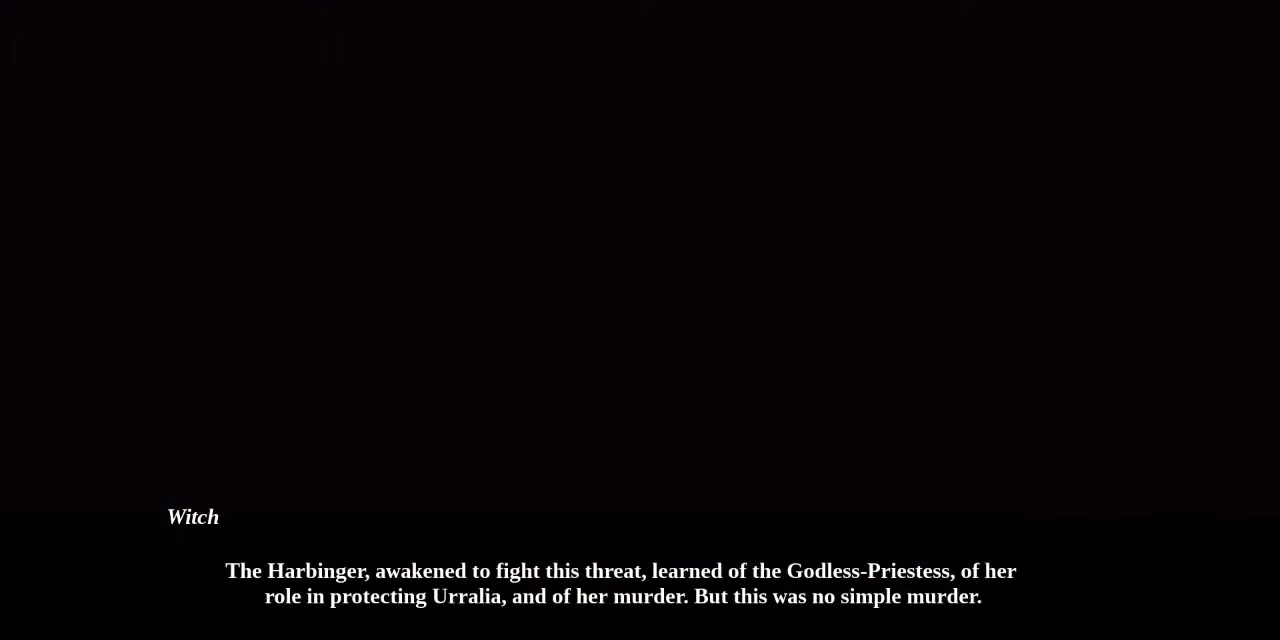 Witch
The Harbinger, awakened to fight this threat, learned of the Godless-Priestess, of her
role in protecting Urralia, and of her murder. But this was no simple murder.